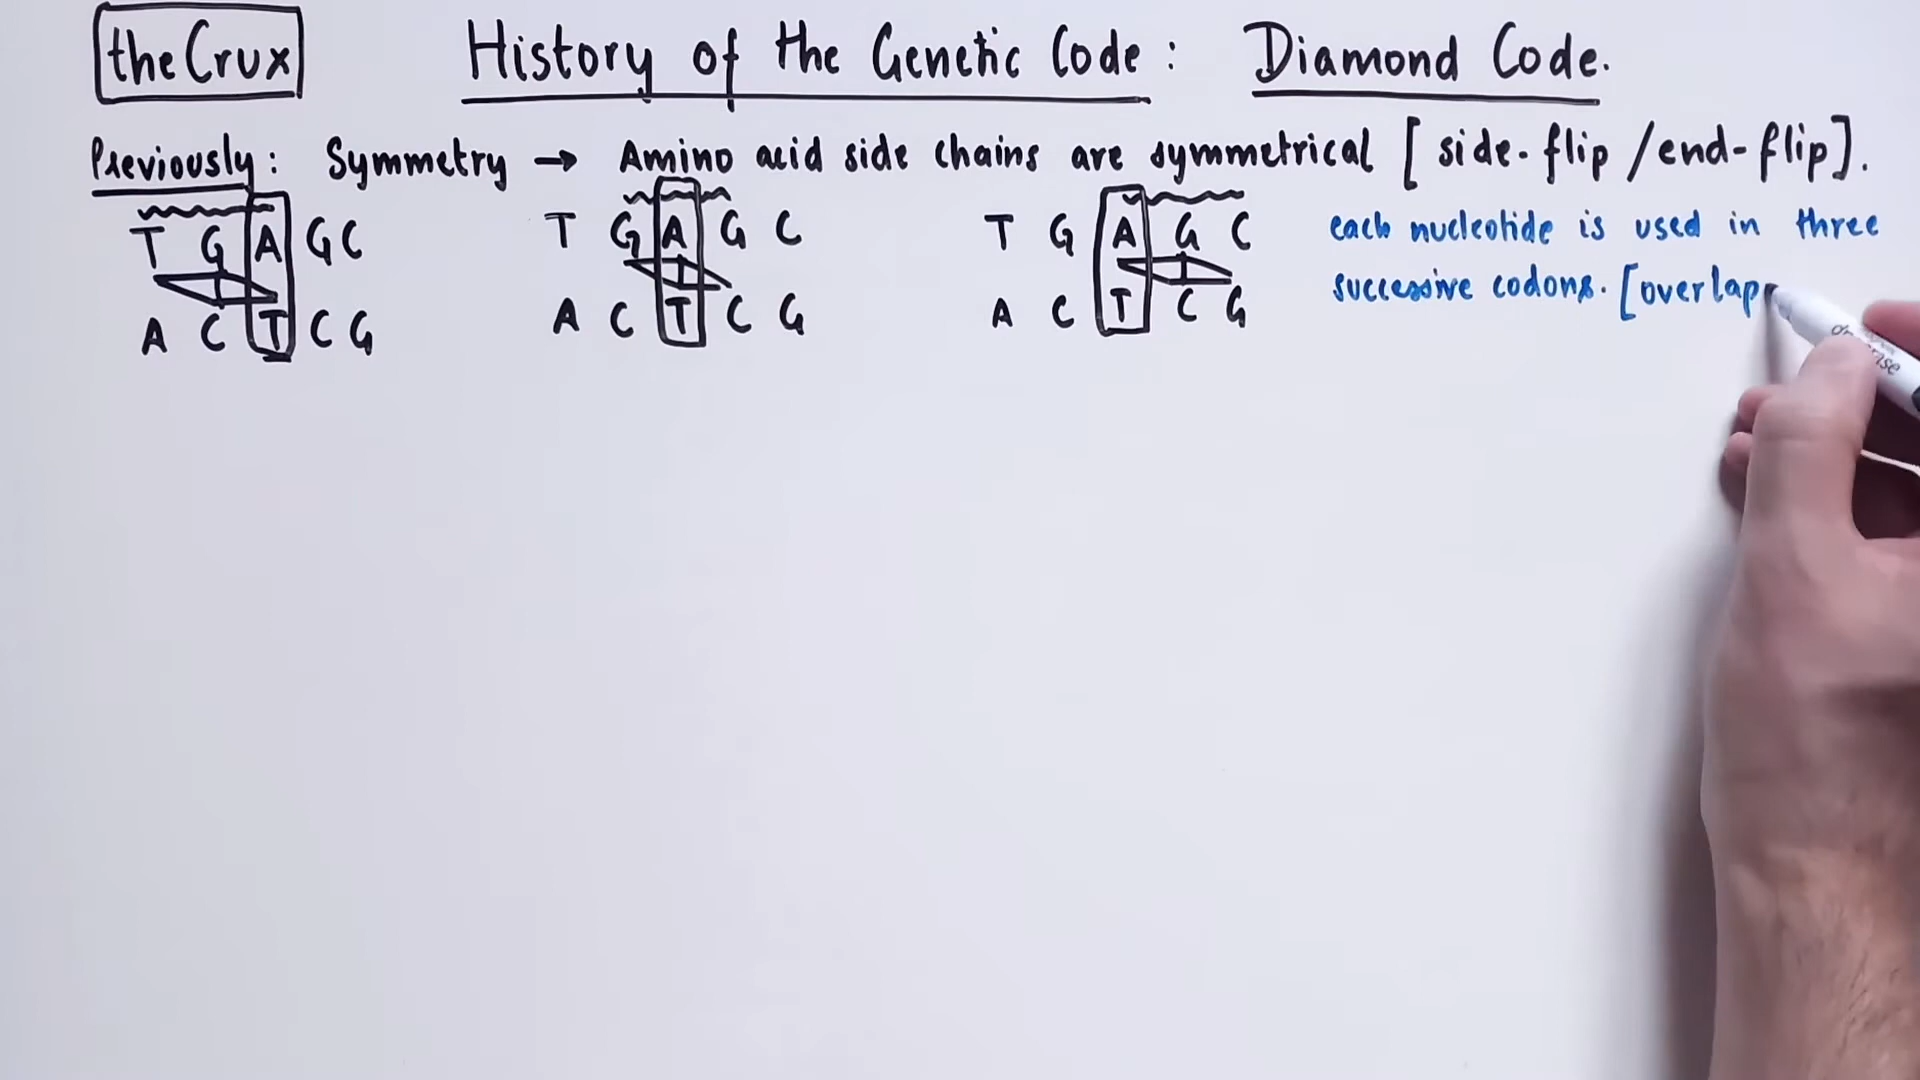 the Crux
History of the Genetic Code : Diamond Code.
Previously : Symmetry → Amino acid side chains are symmetrical [ side-flip / end-flip].
T G A G C
A C T C G
T G A G C
A C T C G
T G A G C
A C T C G
each nucleotide is used in three
successive codons. [overlap